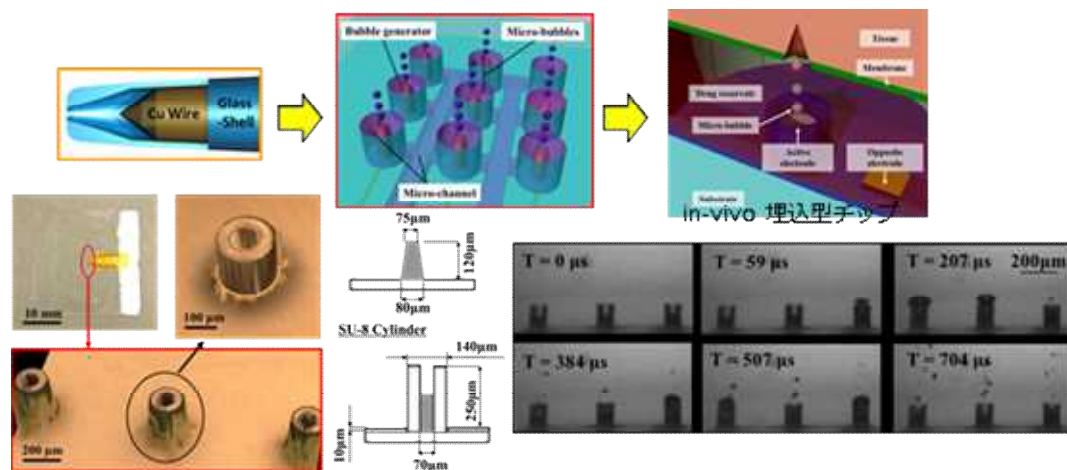 Cu Wire
Glass
-Shell
Bubble generator
Micro-bubbles
Micro-channel
Tissue
Membrane
Drug reservoir
Micro-bubble
Active
electrode
Opposite
electrode
Substrate
in-vivo 埋込型チップ
10 mm
100 μm
200 μm
75μm
120μm
80μm
SU-8 Cylinder
140μm
250μm
10μm
70μm
T = 0 μs
T = 59 μs
T = 207 μs
200μm
T = 384 μs
T = 507 μs
T = 704 μs